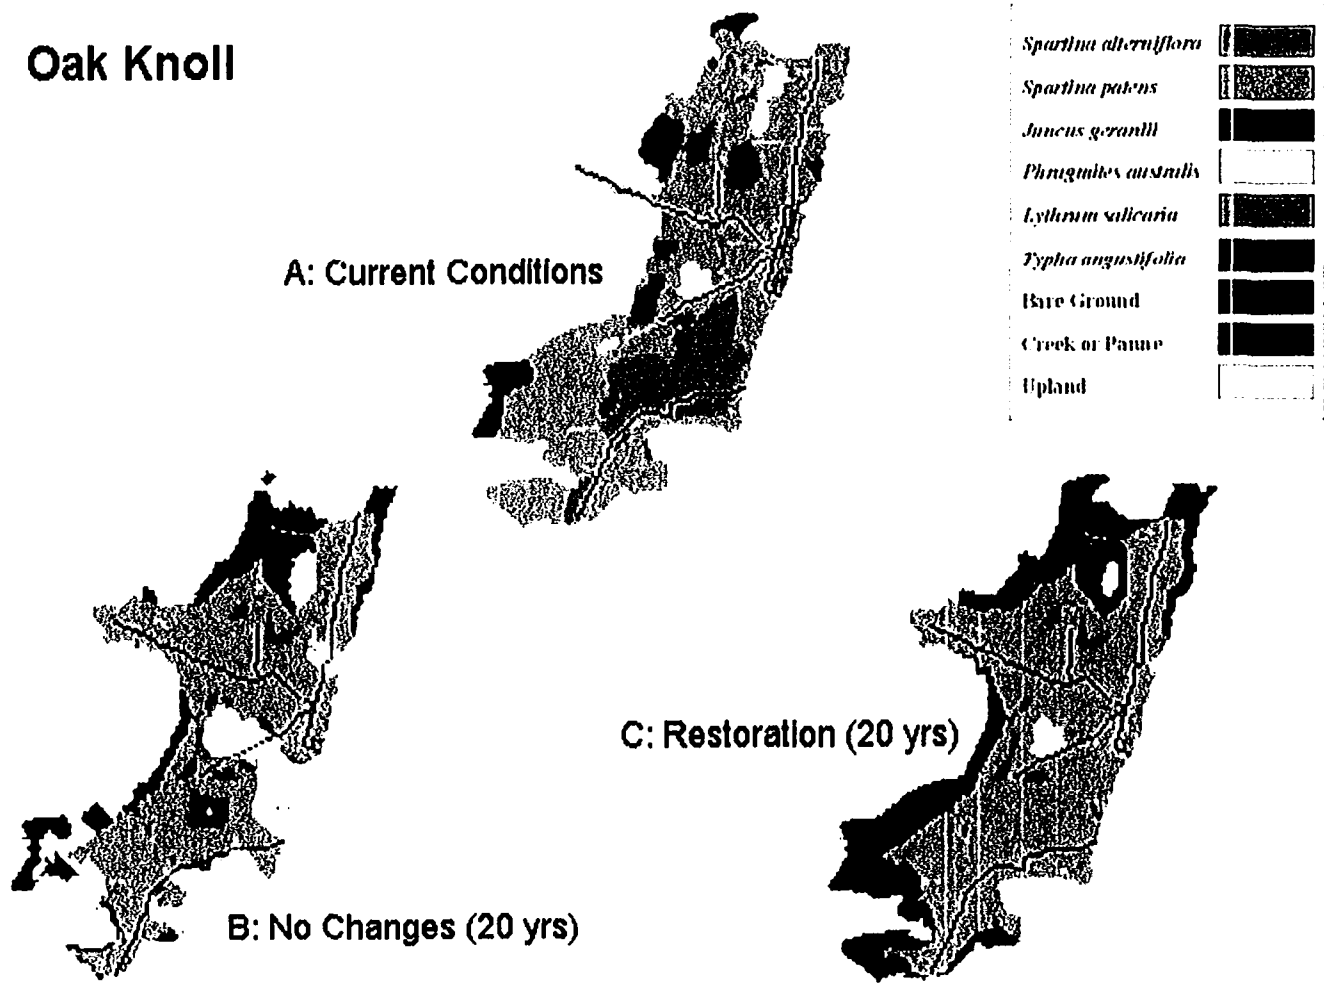 Oak Knoll
Spartina alterniflora
Spartina patens
Juncus gerardii
Phragmites australis
Lythrum salicaria
Typha angustifolia
Bare Ground
Creek or Panne
Upland
A: Current Conditions
C: Restoration (20 yrs)
B: No Changes (20 yrs)